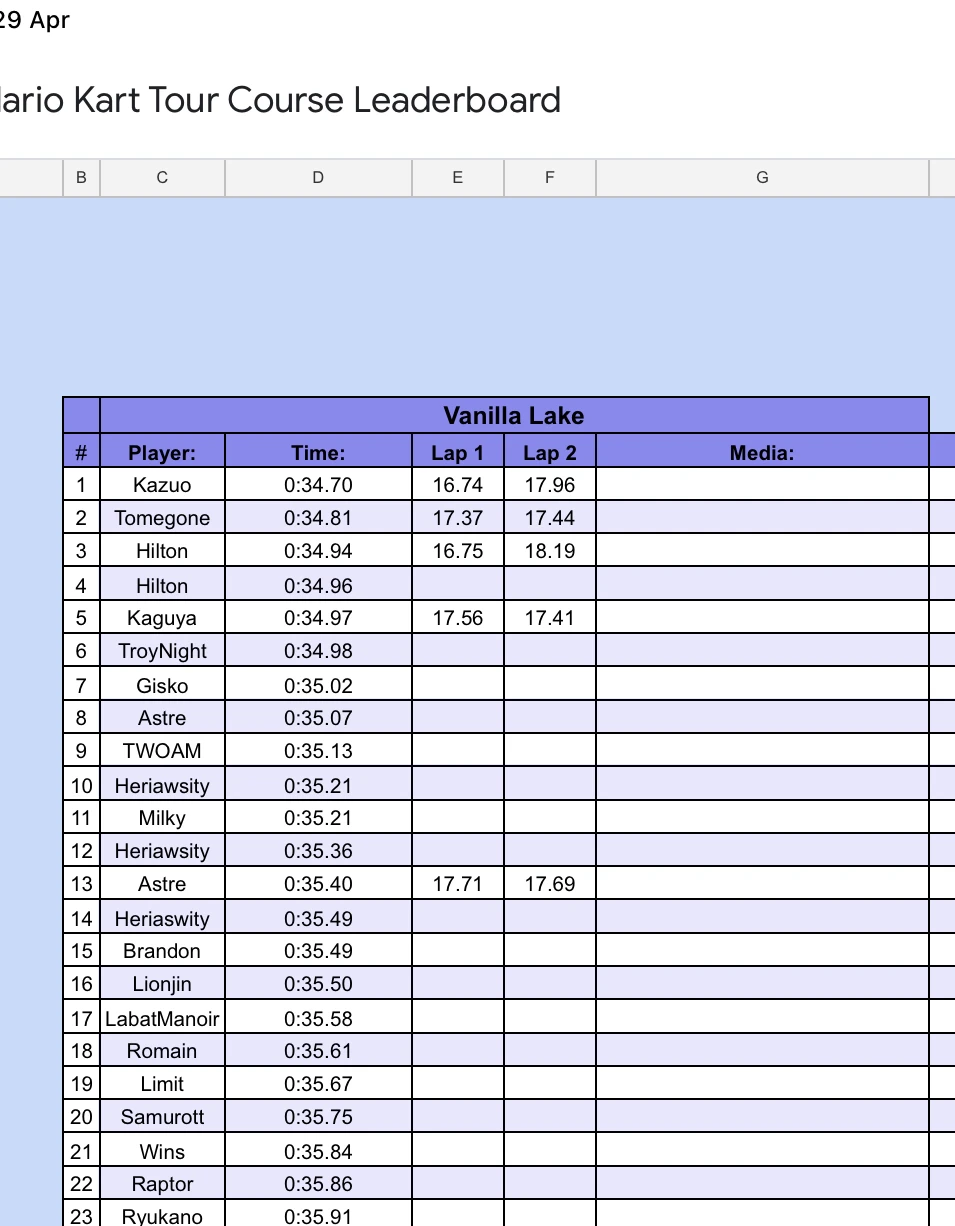 29 Apr
ario Kart Tour Course Leaderboard
B C D E F G
Vanilla Lake
# Player: Time: Lap 1 Lap 2 Media:
1 Kazuo 0:34.70 16.74 17.96
2 Tomegone 0:34.81 17.37 17.44
3 Hilton 0:34.94 16.75 18.19
4 Hilton 0:34.96
5 Kaguya 0:34.97 17.56 17.41
6 TroyNight 0:34.98
7 Gisko 0:35.02
8 Astre 0:35.07
9 TWOAM 0:35.13
10 Heriawsity 0:35.21
11 Milky 0:35.21
12 Heriawsity 0:35.36
13 Astre 0:35.40 17.71 17.69
14 Heriaswity 0:35.49
15 Brandon 0:35.49
16 Lionjin 0:35.50
17 LabatManoir 0:35.58
18 Romain 0:35.61
19 Limit 0:35.67
20 Samurott 0:35.75
21 Wins 0:35.84
22 Raptor 0:35.86
23 Ryukano 0:35.91